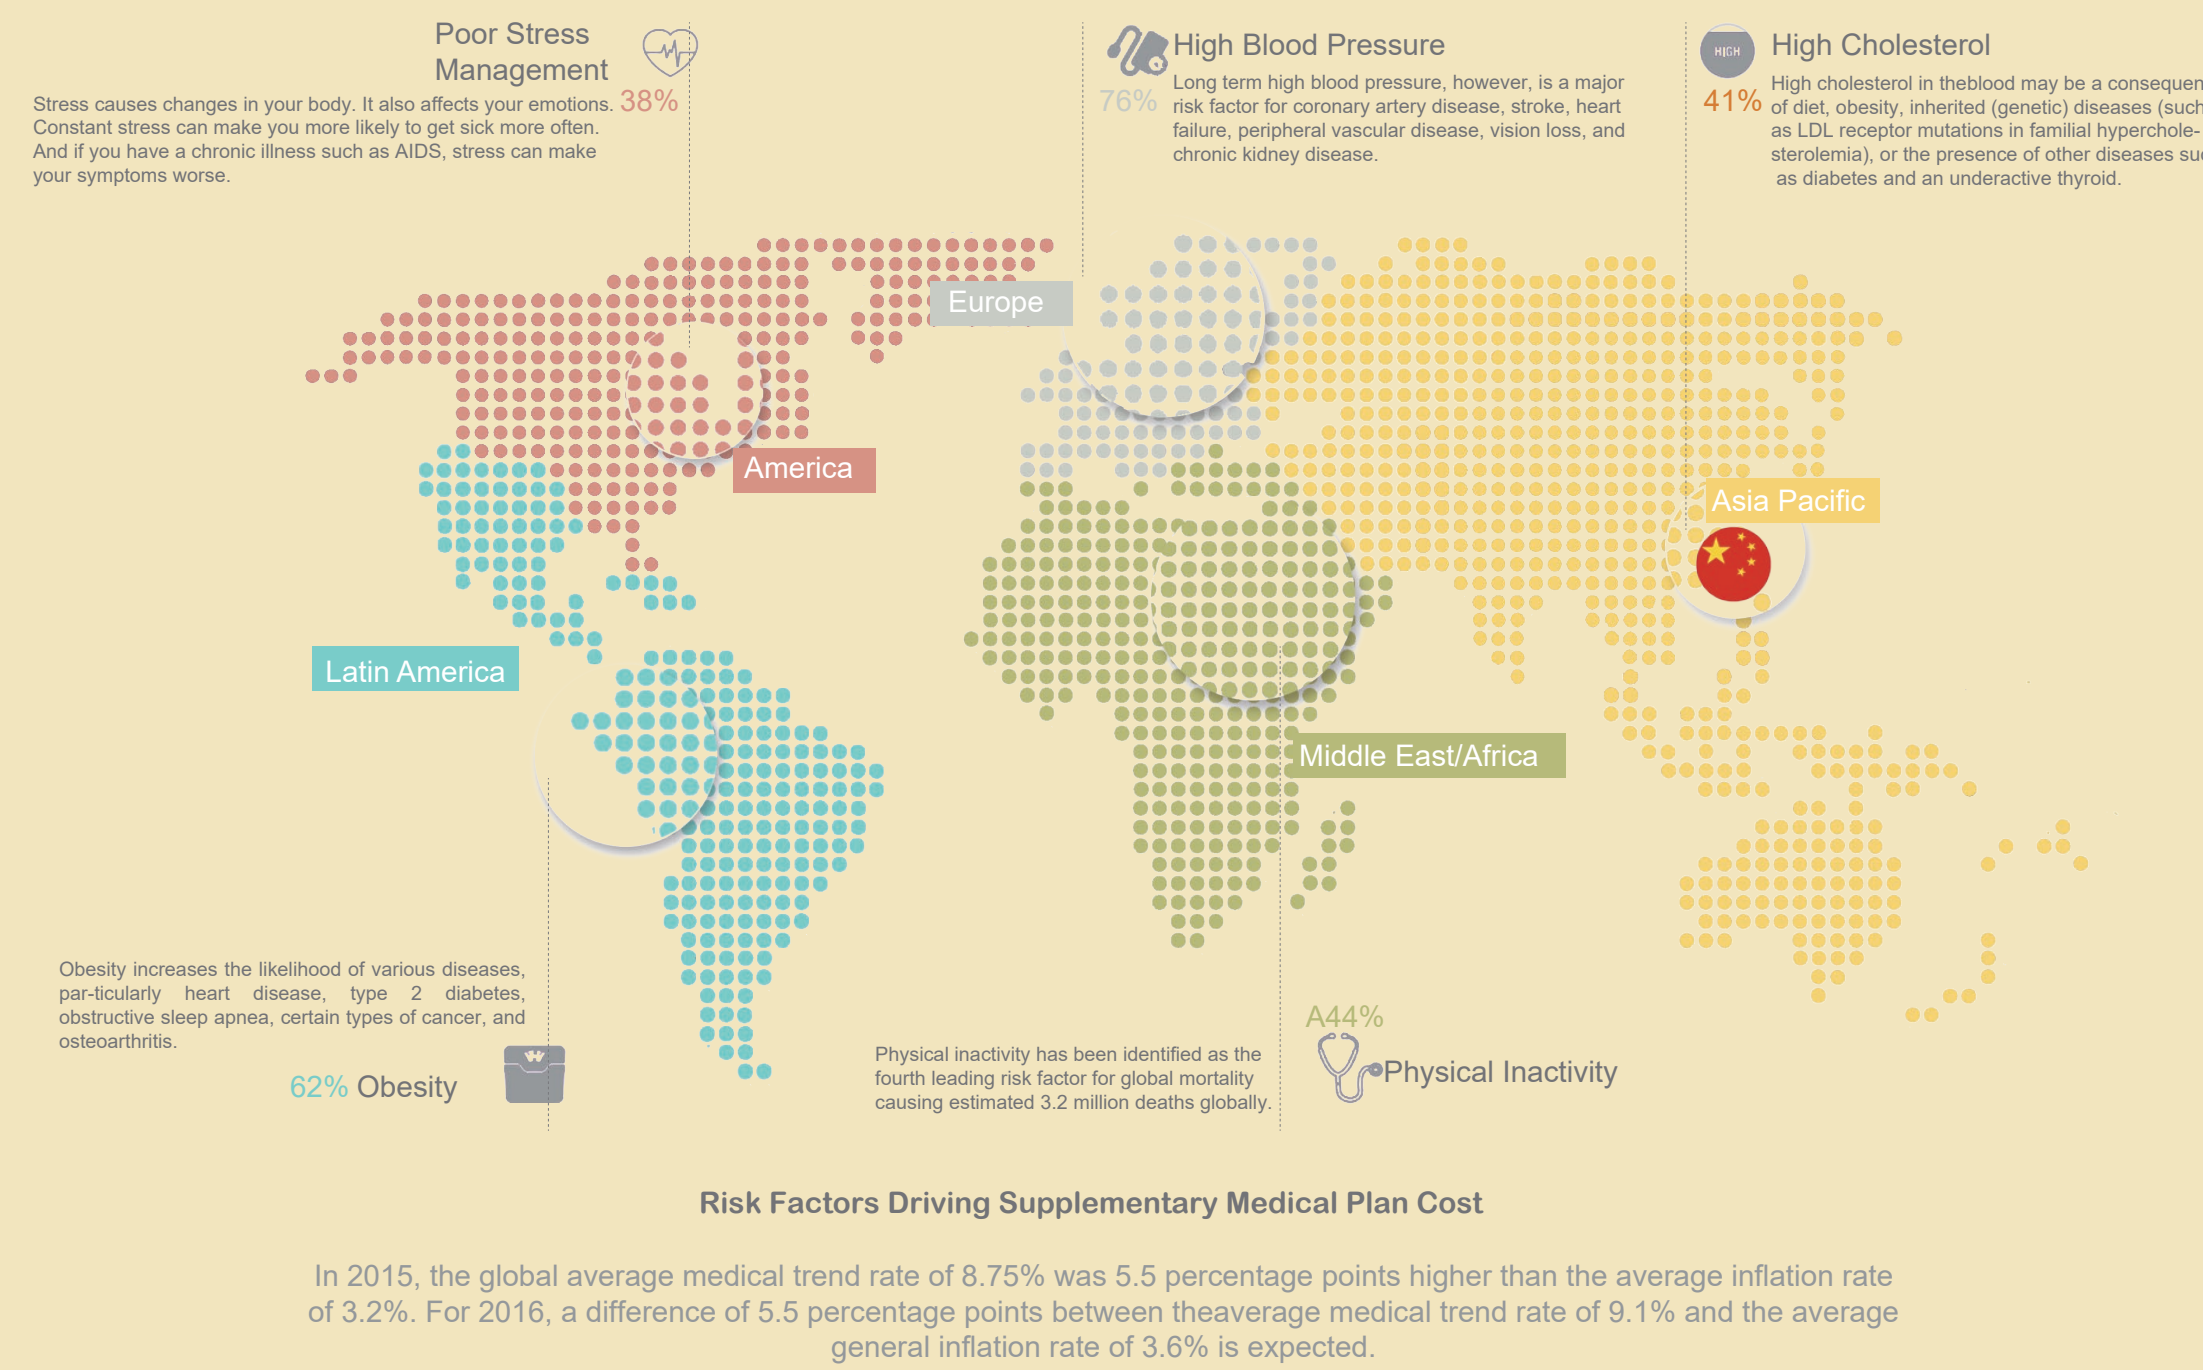 Poor Stress
Management
Stress causes changes in your body. It also affects your emotions. 38%
Constant stress can make you more likely to get sick more often.
And if you have a chronic illness such as AIDS, stress can make
your symptoms worse.
High Blood Pressure
76%
Long term high blood pressure, however, is a major
risk factor for coronary artery disease, stroke, heart
failure, peripheral vascular disease, vision loss, and
chronic kidney disease.
HIGH
High Cholesterol
41%
High cholesterol in theblood may be a consequen
of diet, obesity, inherited (genetic) diseases (such
as LDL receptor mutations in familial hyperchole-
sterolemia), or the presence of other diseases su
as diabetes and an underactive thyroid.
Europe
America
Asia Pacific
Latin America
Middle East/Africa
Obesity increases the likelihood of various diseases,
par-ticularly heart disease, type 2 diabetes,
obstructive sleep apnea, certain types of cancer, and
osteoarthritis.
62% Obesity
A44%
Physical inactivity has been identified as the
fourth leading risk factor for global mortality
causing estimated 3.2 million deaths globally.
Physical Inactivity
Risk Factors Driving Supplementary Medical Plan Cost
In 2015, the global average medical trend rate of 8.75% was 5.5 percentage points higher than the average inflation rate
of 3.2%. For 2016, a difference of 5.5 percentage points between theaverage medical trend rate of 9.1% and the average
general inflation rate of 3.6% is expected.